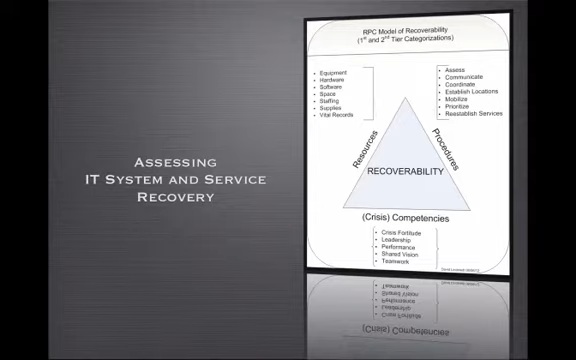 ASSESSING
IT SYSTEM AND SERVICE
RECOVERY
RPC Model of Recoverability
(1st and 2nd Tier Categorizations)
• Equipment
• Hardware
• Software
• Space
• Staffing
• Supplies
• Vital Records
• Assess
• Communicate
• Coordinate
• Establish Locations
• Mobilize
• Prioritize
• Reestablish Services
Resources
Procedures
RECOVERABILITY
(Crisis) Competencies
• Crisis Fortitude
• Leadership
• Performance
• Shared Vision
• Teamwork